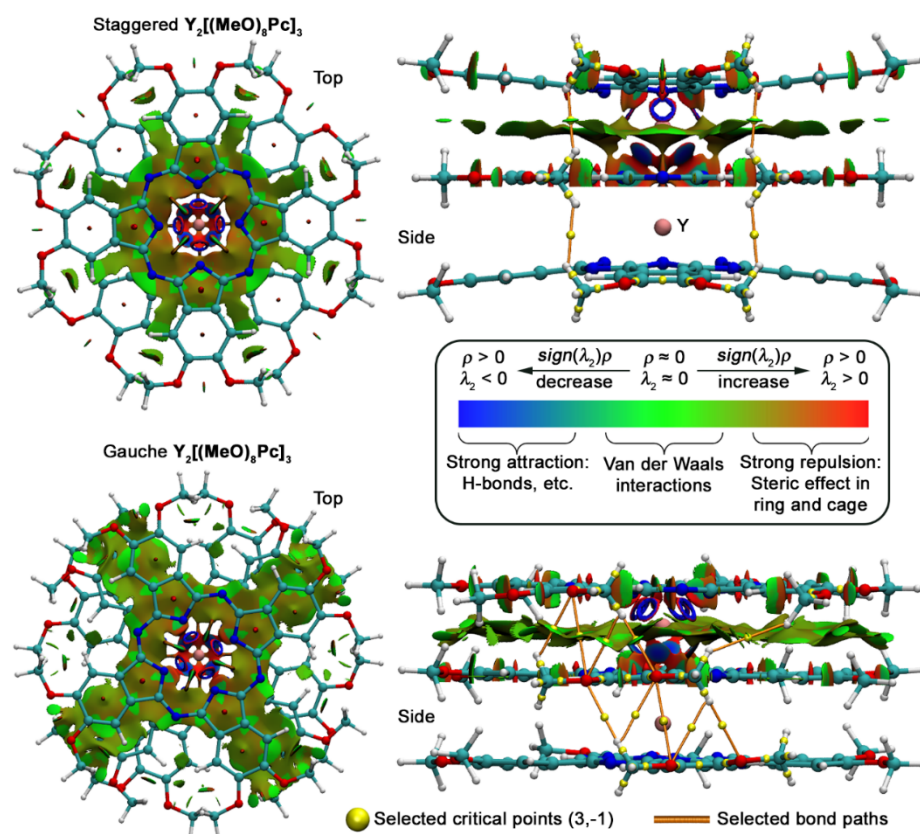 Staggered Y₂[(MeO)₈Pc]₃
Top
Side
Y
ρ > 0 sign(λ₂)ρ ρ ≈ 0 sign(λ₂)ρ ρ > 0
λ₂ < 0 decrease λ₂ ≈ 0 increase λ₂ > 0
Strong attraction: Van der Waals Strong repulsion:
H-bonds, etc. interactions Steric effect in
ring and cage
Gauche Y₂[(MeO)₈Pc]₃
Top
Side
Selected critical points (3,-1) Selected bond paths